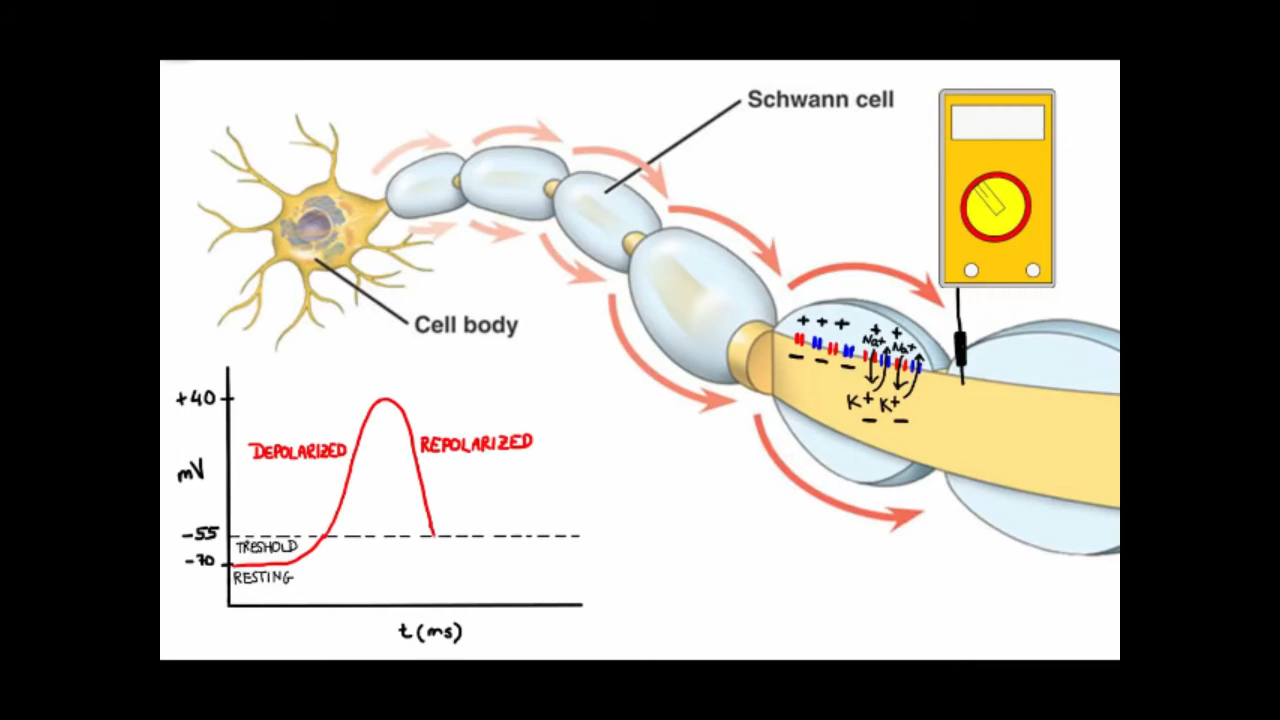 Schwann cell
Cell body
+ + +
+ +
Na+ Na+
K+ K+
+40
DEPOLARIZED
REPOLARIZED
mV
-55
TRESHOLD
-70
RESTING
t (ms)